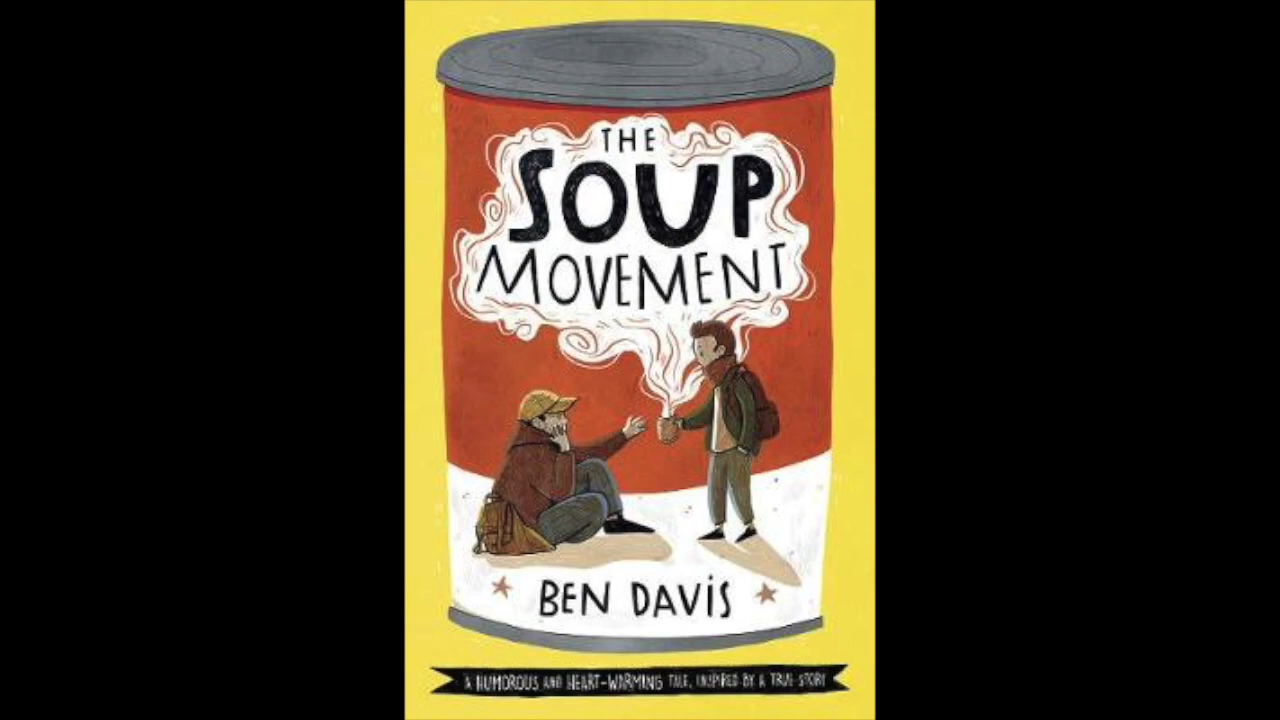 THE
SOUP
MOVEMENT
BEN DAVIS
A HUMOROUS AND HEART-WARMING TALE, INSPIRED BY A TRUE STORY